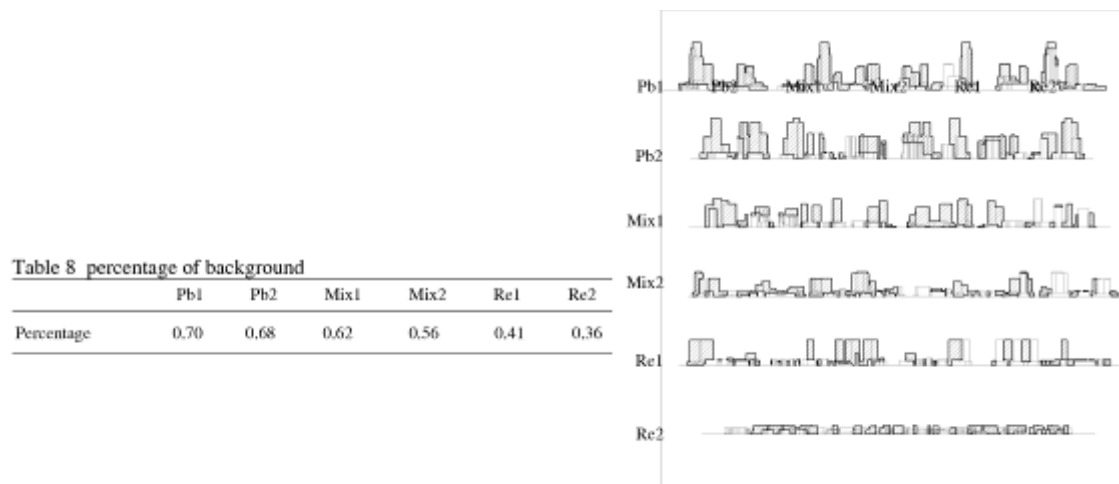 Table 8 percentage of background
Pb1 Pb2 Mix1 Mix2 Re1 Re2
Percentage 0.70 0.68 0.62 0.56 0.41 0.36
Pb1
Pb2 Mix1 Mix2 Re1 Re2
Pb2
Mix1
Mix2
Re1
Re2